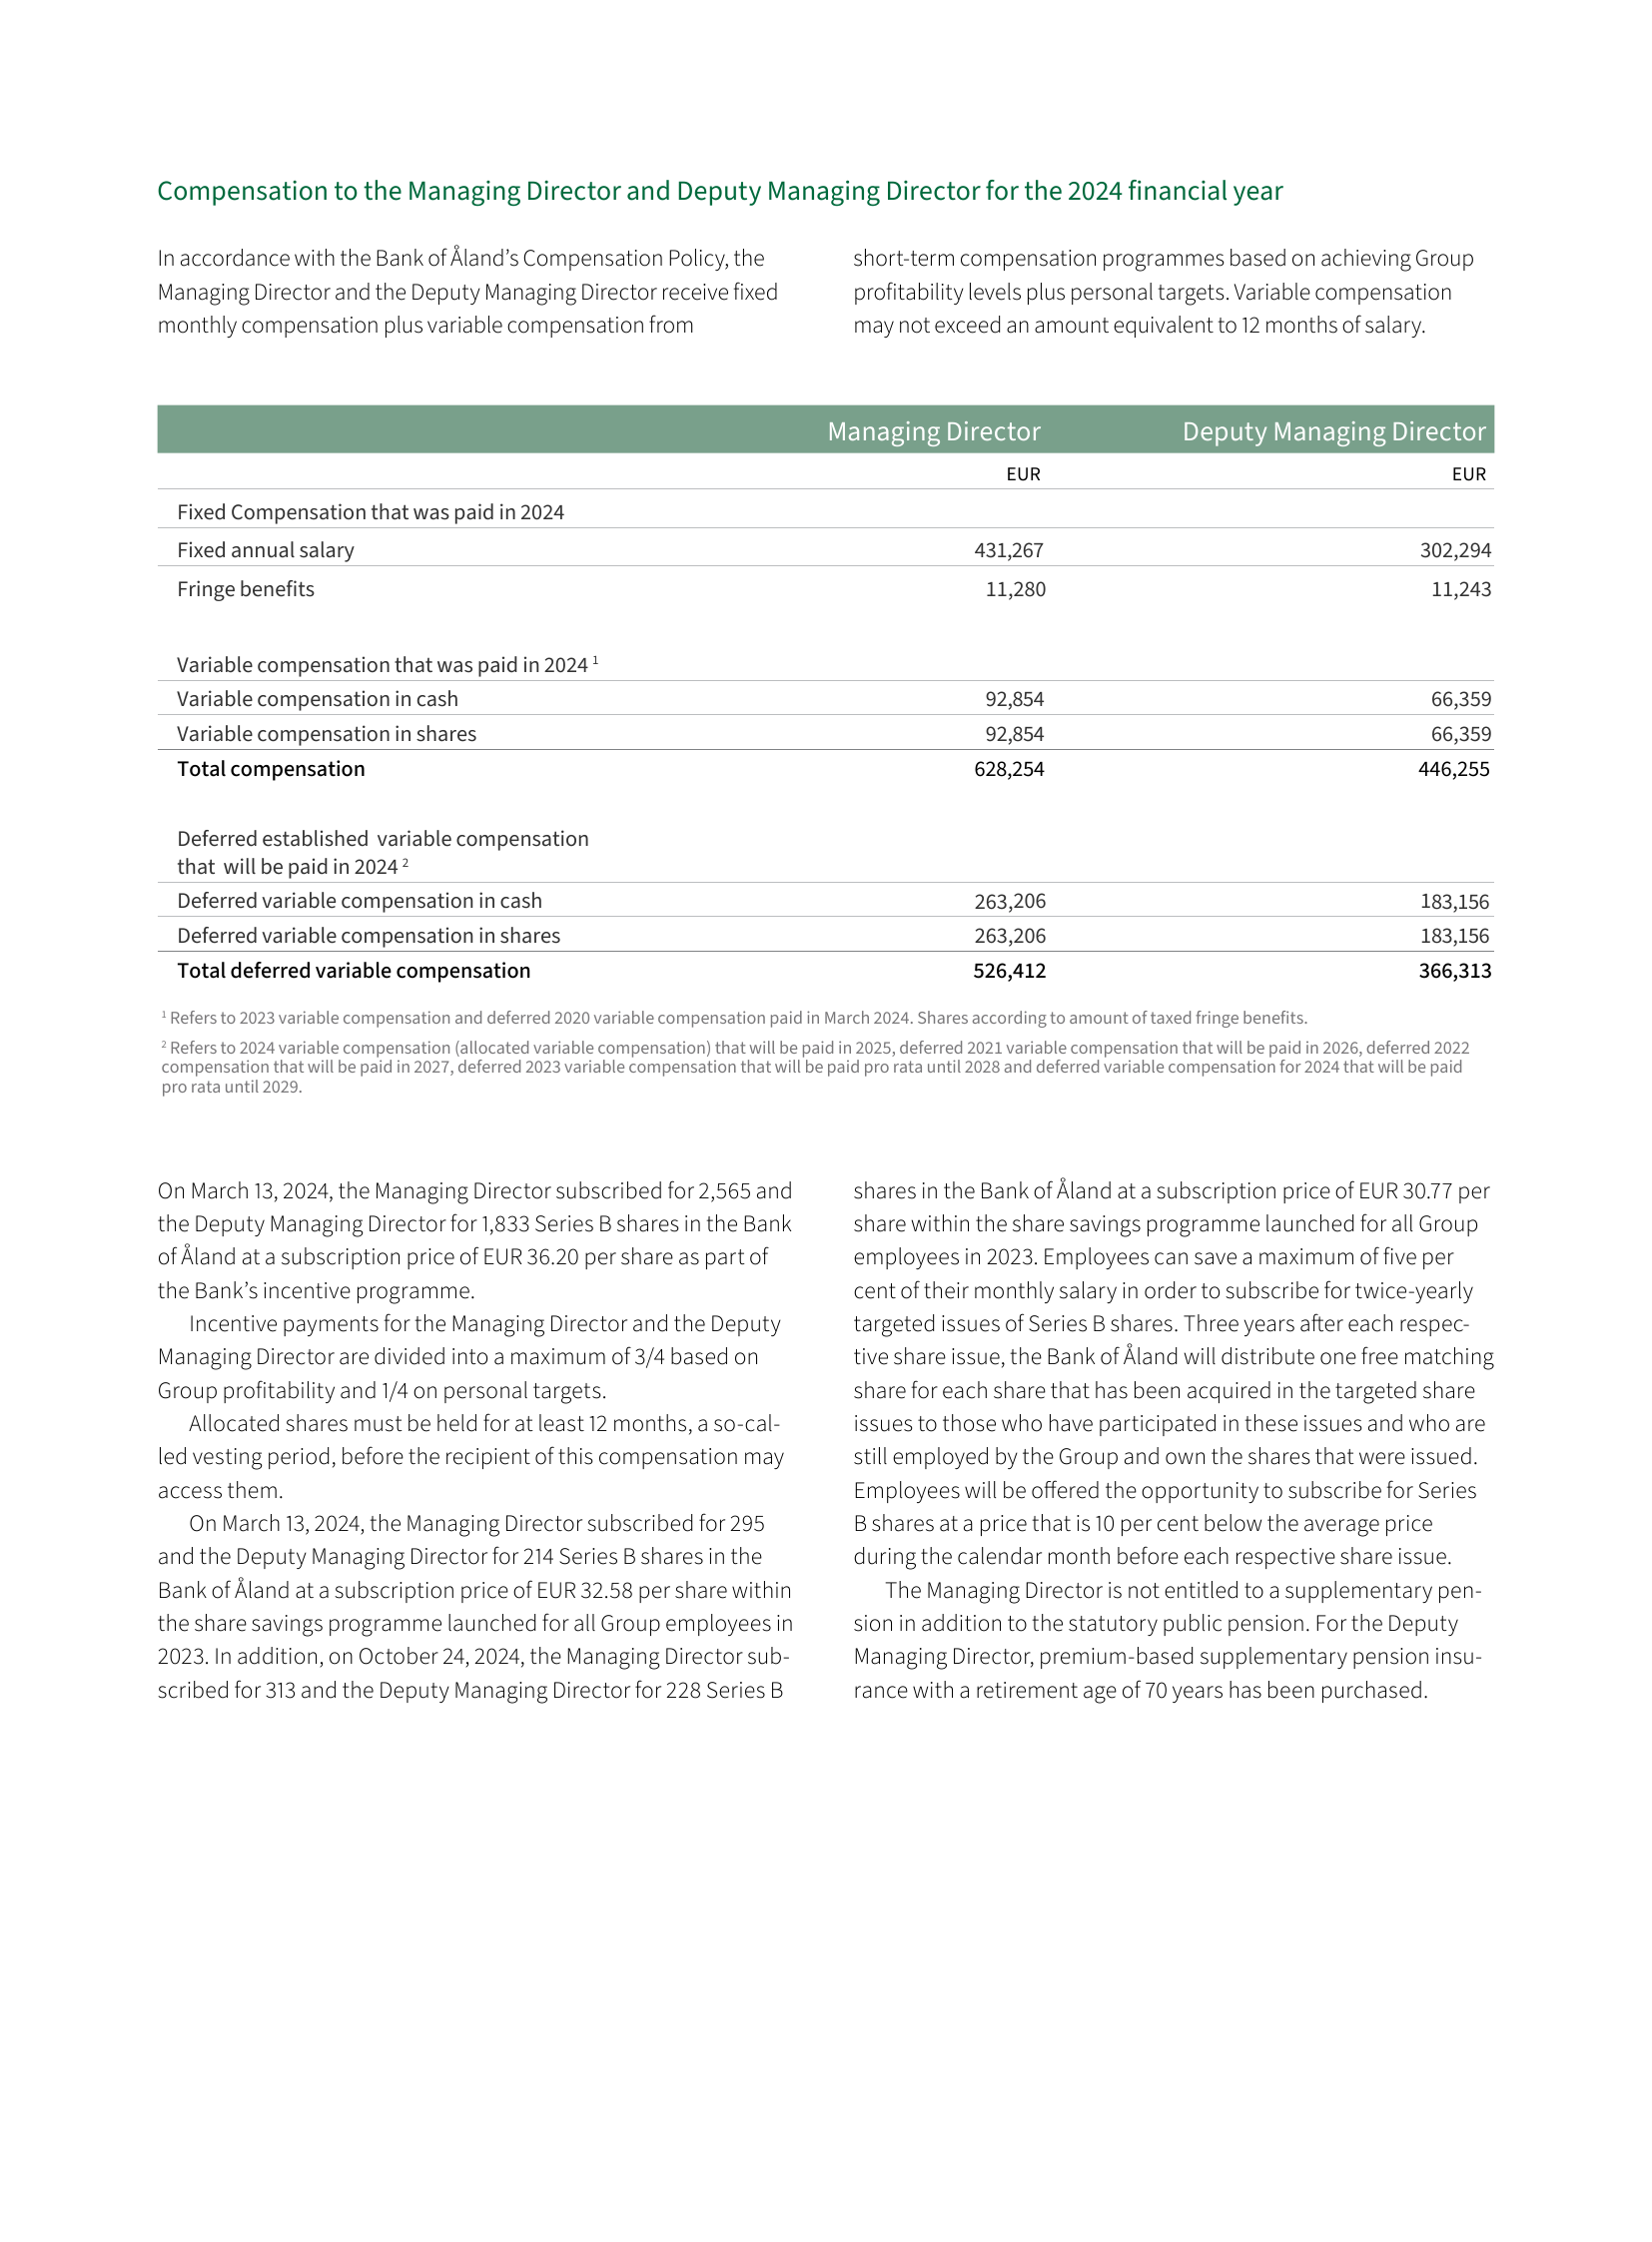 Compensation to the Managing Director and Deputy Managing Director for the 2024 financial year
In accordance with the Bank of Åland’s Compensation Policy, the
Managing Director and the Deputy Managing Director receive fixed
monthly compensation plus variable compensation from
short-term compensation programmes based on achieving Group
profitability levels plus personal targets. Variable compensation
may not exceed an amount equivalent to 12 months of salary.
Managing Director Deputy Managing Director
EUR EUR
Fixed Compensation that was paid in 2024
Fixed annual salary 431,267 302,294
Fringe benefits 11,280 11,243
Variable compensation that was paid in 2024 ¹
Variable compensation in cash 92,854 66,359
Variable compensation in shares 92,854 66,359
Total compensation 628,254 446,255
Deferred established variable compensation
that will be paid in 2024 ²
Deferred variable compensation in cash 263,206 183,156
Deferred variable compensation in shares 263,206 183,156
Total deferred variable compensation 526,412 366,313
¹ Refers to 2023 variable compensation and deferred 2020 variable compensation paid in March 2024. Shares according to amount of taxed fringe benefits.
² Refers to 2024 variable compensation (allocated variable compensation) that will be paid in 2025, deferred 2021 variable compensation that will be paid in 2026, deferred 2022
compensation that will be paid in 2027, deferred 2023 variable compensation that will be paid pro rata until 2028 and deferred variable compensation for 2024 that will be paid
pro rata until 2029.
On March 13, 2024, the Managing Director subscribed for 2,565 and
the Deputy Managing Director for 1,833 Series B shares in the Bank
of Åland at a subscription price of EUR 36.20 per share as part of
the Bank’s incentive programme.
Incentive payments for the Managing Director and the Deputy
Managing Director are divided into a maximum of 3/4 based on
Group profitability and 1/4 on personal targets.
Allocated shares must be held for at least 12 months, a so-cal-
led vesting period, before the recipient of this compensation may
access them.
On March 13, 2024, the Managing Director subscribed for 295
and the Deputy Managing Director for 214 Series B shares in the
Bank of Åland at a subscription price of EUR 32.58 per share within
the share savings programme launched for all Group employees in
2023. In addition, on October 24, 2024, the Managing Director sub-
scribed for 313 and the Deputy Managing Director for 228 Series B
shares in the Bank of Åland at a subscription price of EUR 30.77 per
share within the share savings programme launched for all Group
employees in 2023. Employees can save a maximum of five per
cent of their monthly salary in order to subscribe for twice-yearly
targeted issues of Series B shares. Three years after each respec-
tive share issue, the Bank of Åland will distribute one free matching
share for each share that has been acquired in the targeted share
issues to those who have participated in these issues and who are
still employed by the Group and own the shares that were issued.
Employees will be offered the opportunity to subscribe for Series
B shares at a price that is 10 per cent below the average price
during the calendar month before each respective share issue.
The Managing Director is not entitled to a supplementary pen-
sion in addition to the statutory public pension. For the Deputy
Managing Director, premium-based supplementary pension insu-
rance with a retirement age of 70 years has been purchased.